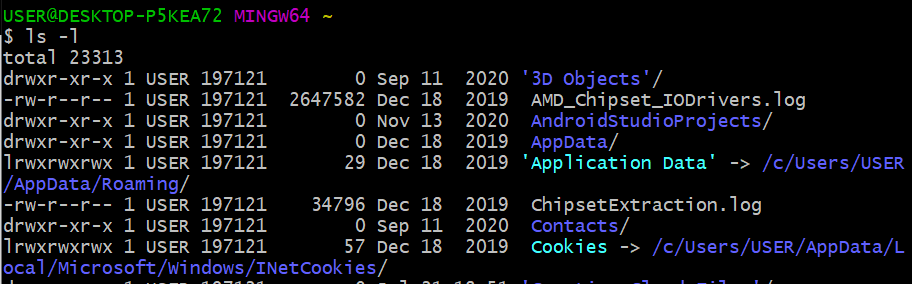 USER@DESKTOP-P5KEA72 MINGW64 ~
$ ls -l
total 23313
drwxr-xr-x 1 USER 197121       0 Sep 11  2020 '3D Objects'/
-rw-r--r-- 1 USER 197121 2647582 Dec 18  2019  AMD_Chipset_IODrivers.log
drwxr-xr-x 1 USER 197121       0 Nov 13  2020  AndroidStudioProjects/
drwxr-xr-x 1 USER 197121       0 Dec 18  2019  AppData/
lrwxrwxrwx 1 USER 197121      29 Dec 18  2019 'Application Data' -> /c/Users/USER
/AppData/Roaming/
-rw-r--r-- 1 USER 197121   34796 Dec 18  2019  ChipsetExtraction.log
drwxr-xr-x 1 USER 197121       0 Sep 11  2020  Contacts/
lrwxrwxrwx 1 USER 197121      57 Dec 18  2019  Cookies -> /c/Users/USER/AppData/L
ocal/Microsoft/Windows/INetCookies/